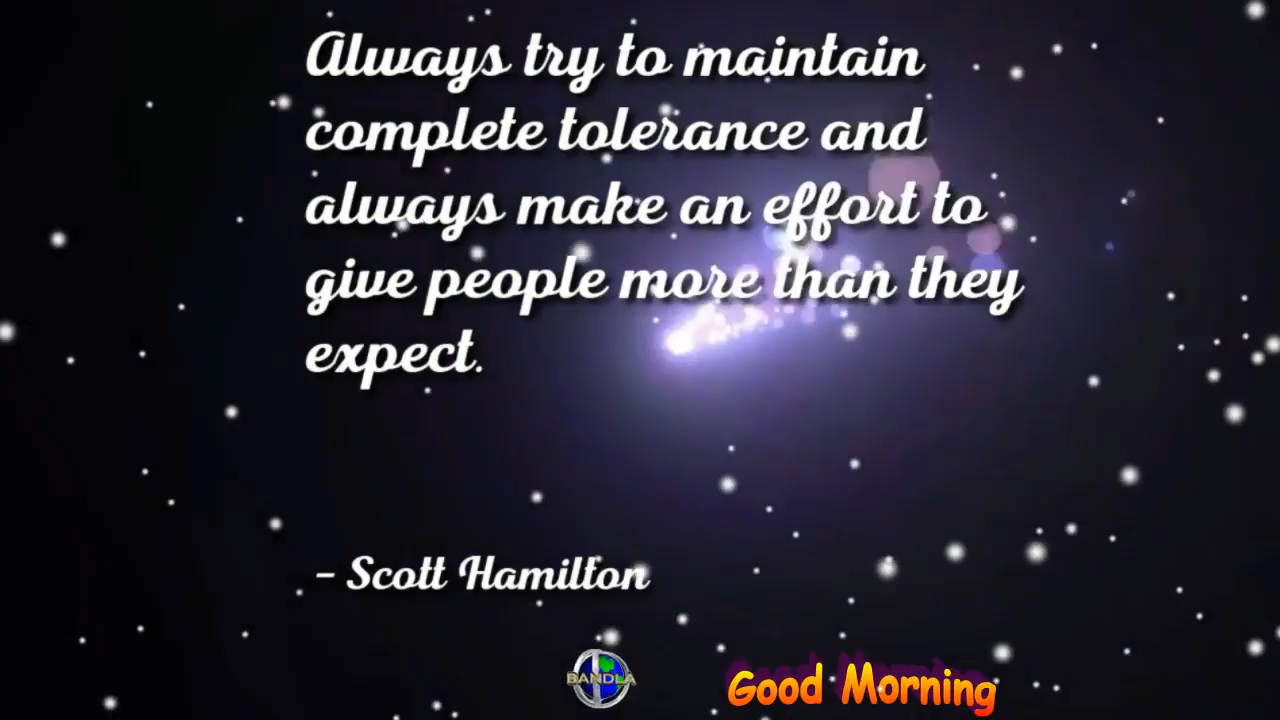 Always try to maintain
complete tolerance and
always make an effort to
give people more than they
expect.
– Scott Hamilton
BANDLA
Good Morning